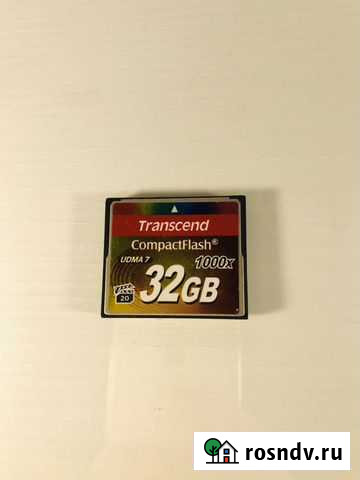 Transcend
CompactFlash®
UDMA 7
1000x
32GB
20
rosndv.ru